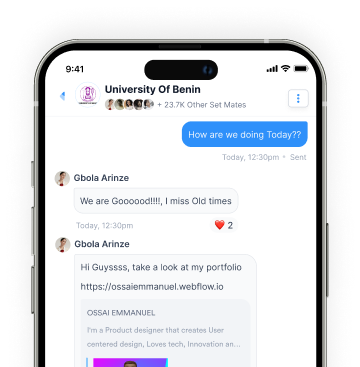 9:41
University Of Benin
+ 23.7K Other Set Mates
How are we doing Today??
Today, 12:30pm • Sent
Gbola Arinze
We are Goooood!!!!, I miss Old times
Today, 12:30pm
❤️ 2
Gbola Arinze
Hi Guyssss, take a look at my portfolio
https://ossaiemmanuel.webflow.io
OSSAI EMMANUEL
I'm a Product designer that creates User
centered design, Loves tech, Innovation an...